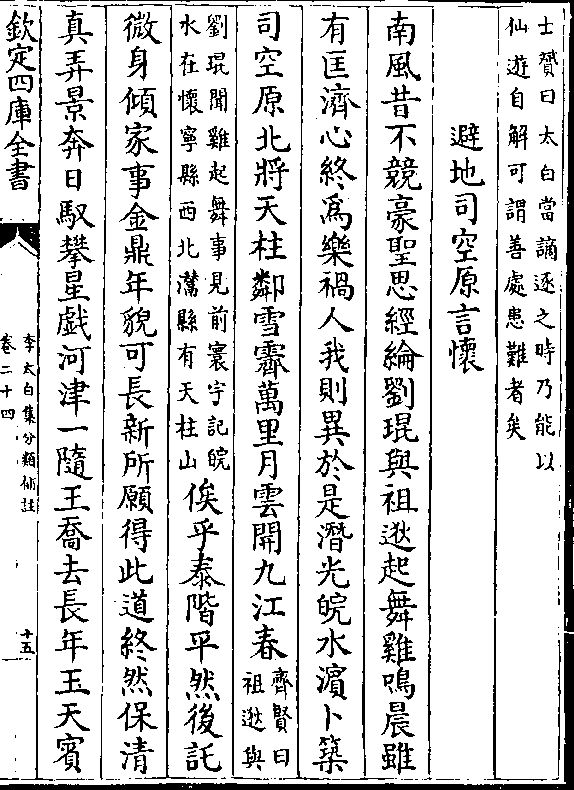 士贇曰太白當謫逐之時乃能以
仙遊自解可謂善處患難者矣
避地司空原言懷
南風昔不競豪聖思經綸劉琨與祖逖起舞雞鳴晨雖
有匡濟心終爲樂禍人我則異於是潛光皖水濱卜築
司空原北將天柱鄰雪霽萬里月雲開九江春
齊賢曰
祖逖與
劉琨聞雞起舞事見前寰宇記皖
水在懷寧縣西北灊縣有天柱山
俟乎泰階平然後託
微身傾家事金鼎年貌可長新所願得此道終然保清
真弄景奔日馭攀星戯河津一隨王喬去長年玉天賓
欽定四庫全書
李太白集分類補註
卷二十四
十五